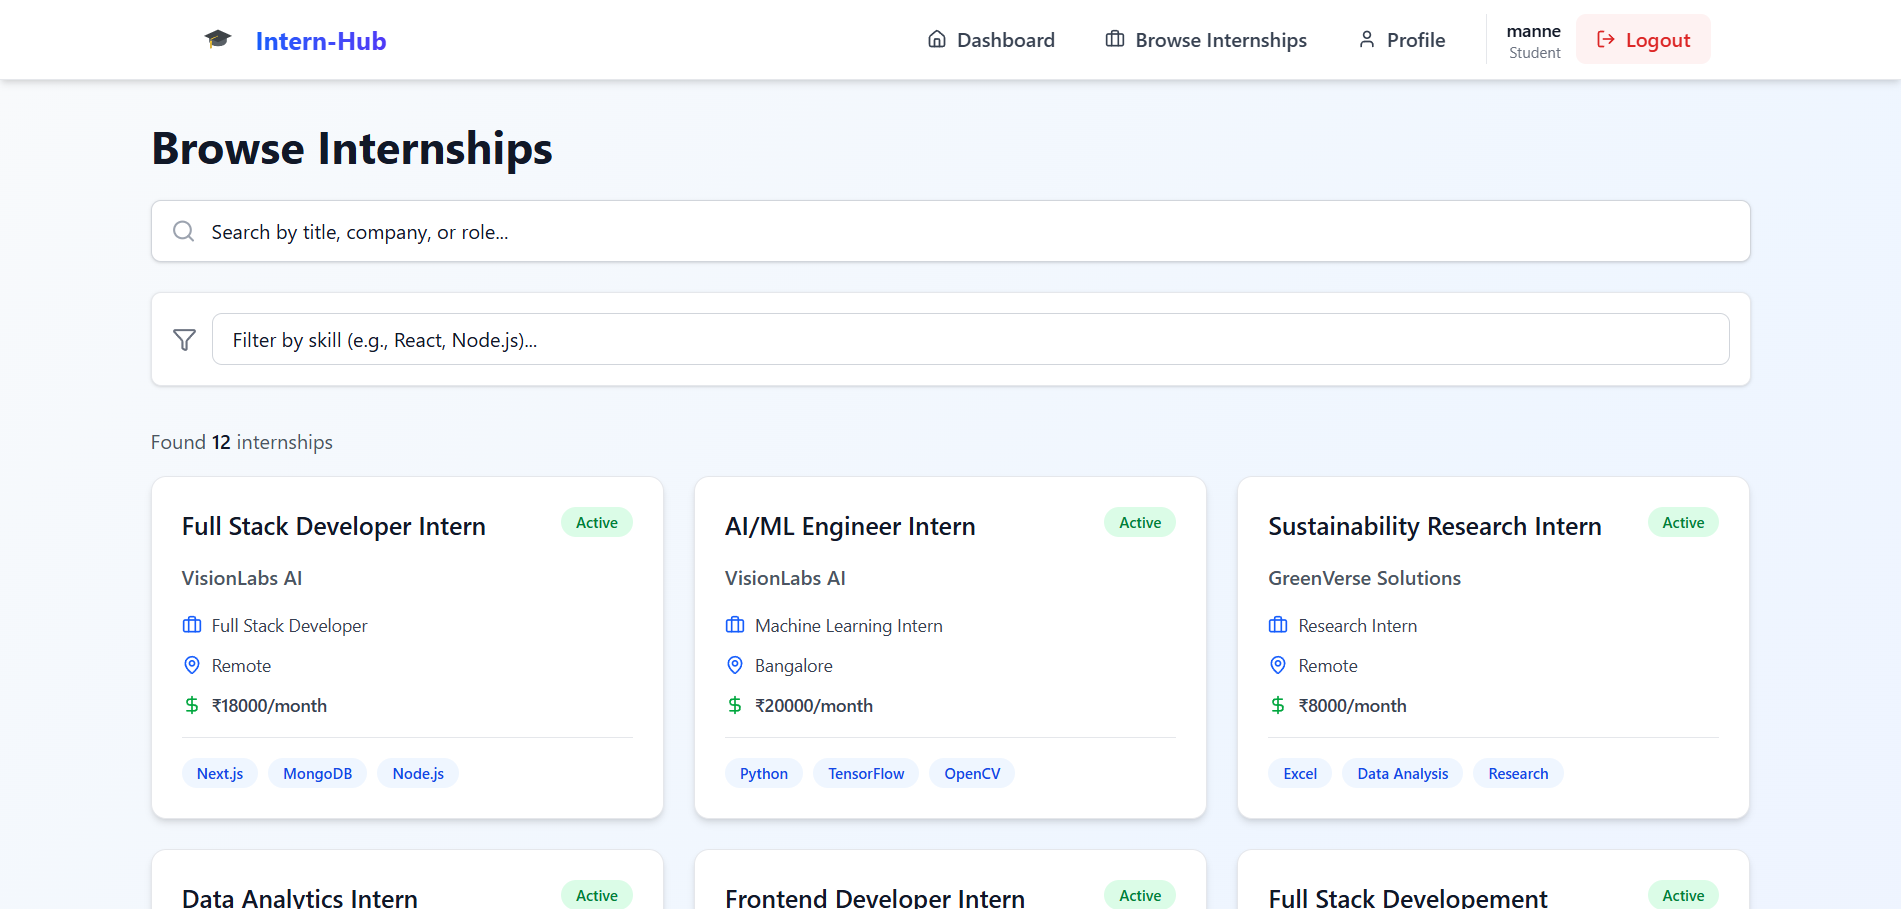 Intern-Hub
Dashboard
Browse Internships
Profile
manne
Student
Logout
Browse Internships
Search by title, company, or role...
Filter by skill (e.g., React, Node.js)...
Found 12 internships
Full Stack Developer Intern
Active
VisionLabs AI
Full Stack Developer
Remote
$ ₹18000/month
Next.js
MongoDB
Node.js
AI/ML Engineer Intern
Active
VisionLabs AI
Machine Learning Intern
Bangalore
$ ₹20000/month
Python
TensorFlow
OpenCV
Sustainability Research Intern
Active
GreenVerse Solutions
Research Intern
Remote
$ ₹8000/month
Excel
Data Analysis
Research
Data Analytics Intern
Active
Frontend Developer Intern
Active
Full Stack Developement
Active